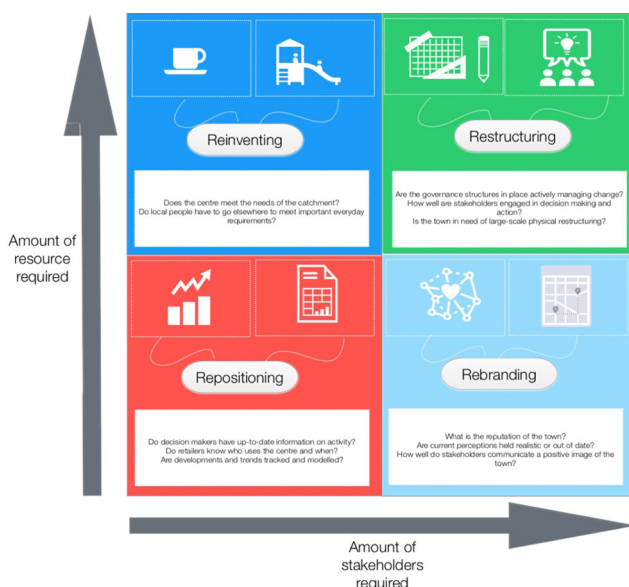 Reinventing
Does the centre meet the needs of the catchment?
Do local people have to go elsewhere to meet important everyday
requirements?
Restructuring
Are the governance structures in place actively managing change?
How well are stakeholders engaged in decision making and
action?
Is the town in need of large-scale physical restructuring?
Amount of
resource
required
Repositioning
Do decision makers have up-to-date information on activity?
Do retailers know who uses the centre and when?
Are developments and trends tracked and modelled?
Rebranding
What is the reputation of the town?
Are current perceptions held realistic or out of date?
How well do stakeholders communicate a positive image of the
town?
Amount of
stakeholders
required